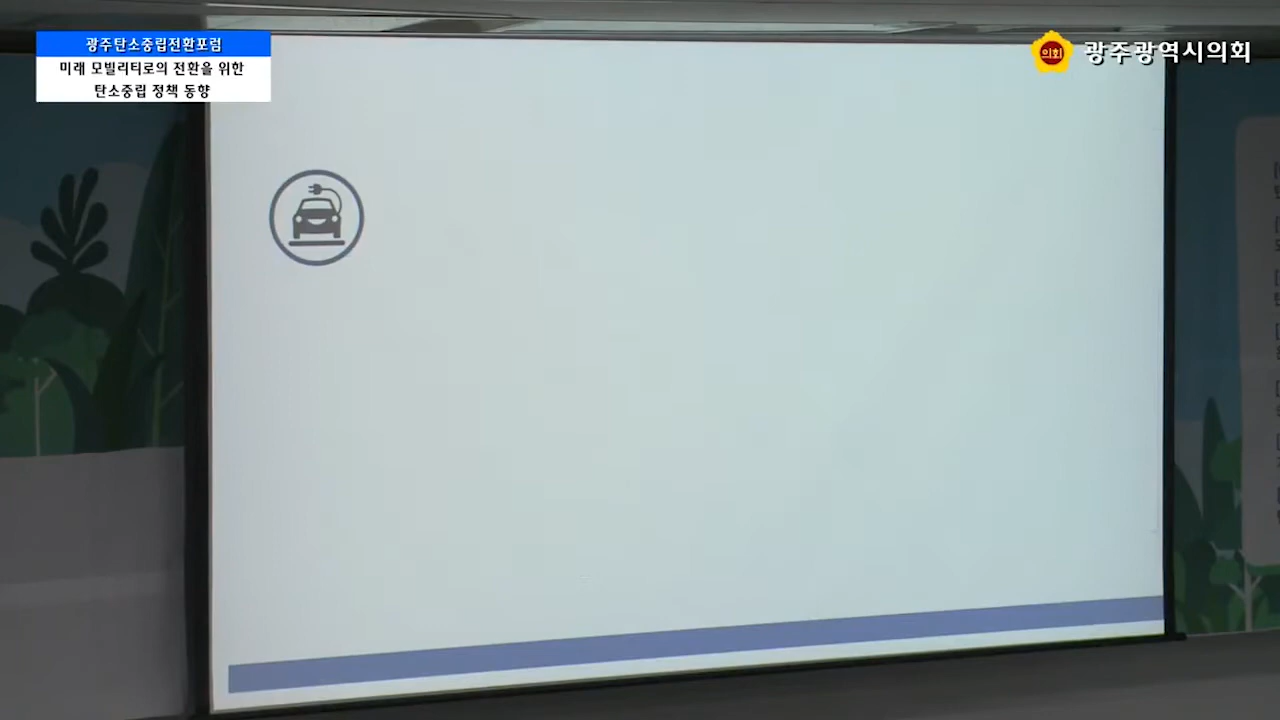 광주탄소중립전환포럼
미래 모빌리티로의 전환을 위한
탄소중립 정책 동향
의회
광주광역시의회